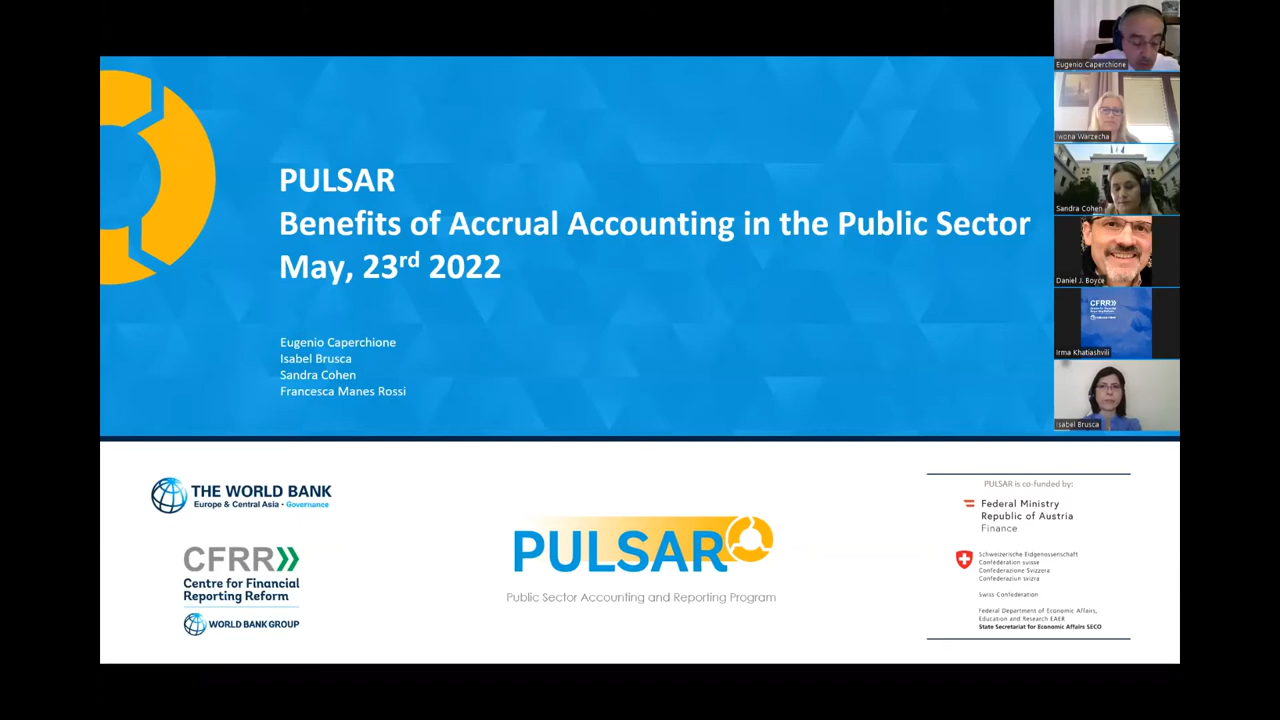 PULSAR
Benefits of Accrual Accounting in the Public Sector
May, 23rd 2022
Eugenio Caperchione
Isabel Brusca
Sandra Cohen
Francesca Manes Rossi
Eugenio Caperchione
Iwona Warzecha
Sandra Cohen
Daniel J. Boyce
CFRR
Irma Khatiashvili
Isabel Brusca
THE WORLD BANK
Europe & Central Asia • Governance
CFRR
Centre for Financial
Reporting Reform
WORLD BANK GROUP
PULSAR
Public Sector Accounting and Reporting Program
PULSAR is co-funded by:
Federal Ministry
Republic of Austria
Finance
Schweizerische Eidgenossenschaft
Confédération suisse
Confederazione Svizzera
Confederaziun svizra
Swiss Confederation
Federal Department of Economic Affairs,
Education and Research EAER
State Secretariat for Economic Affairs SECO